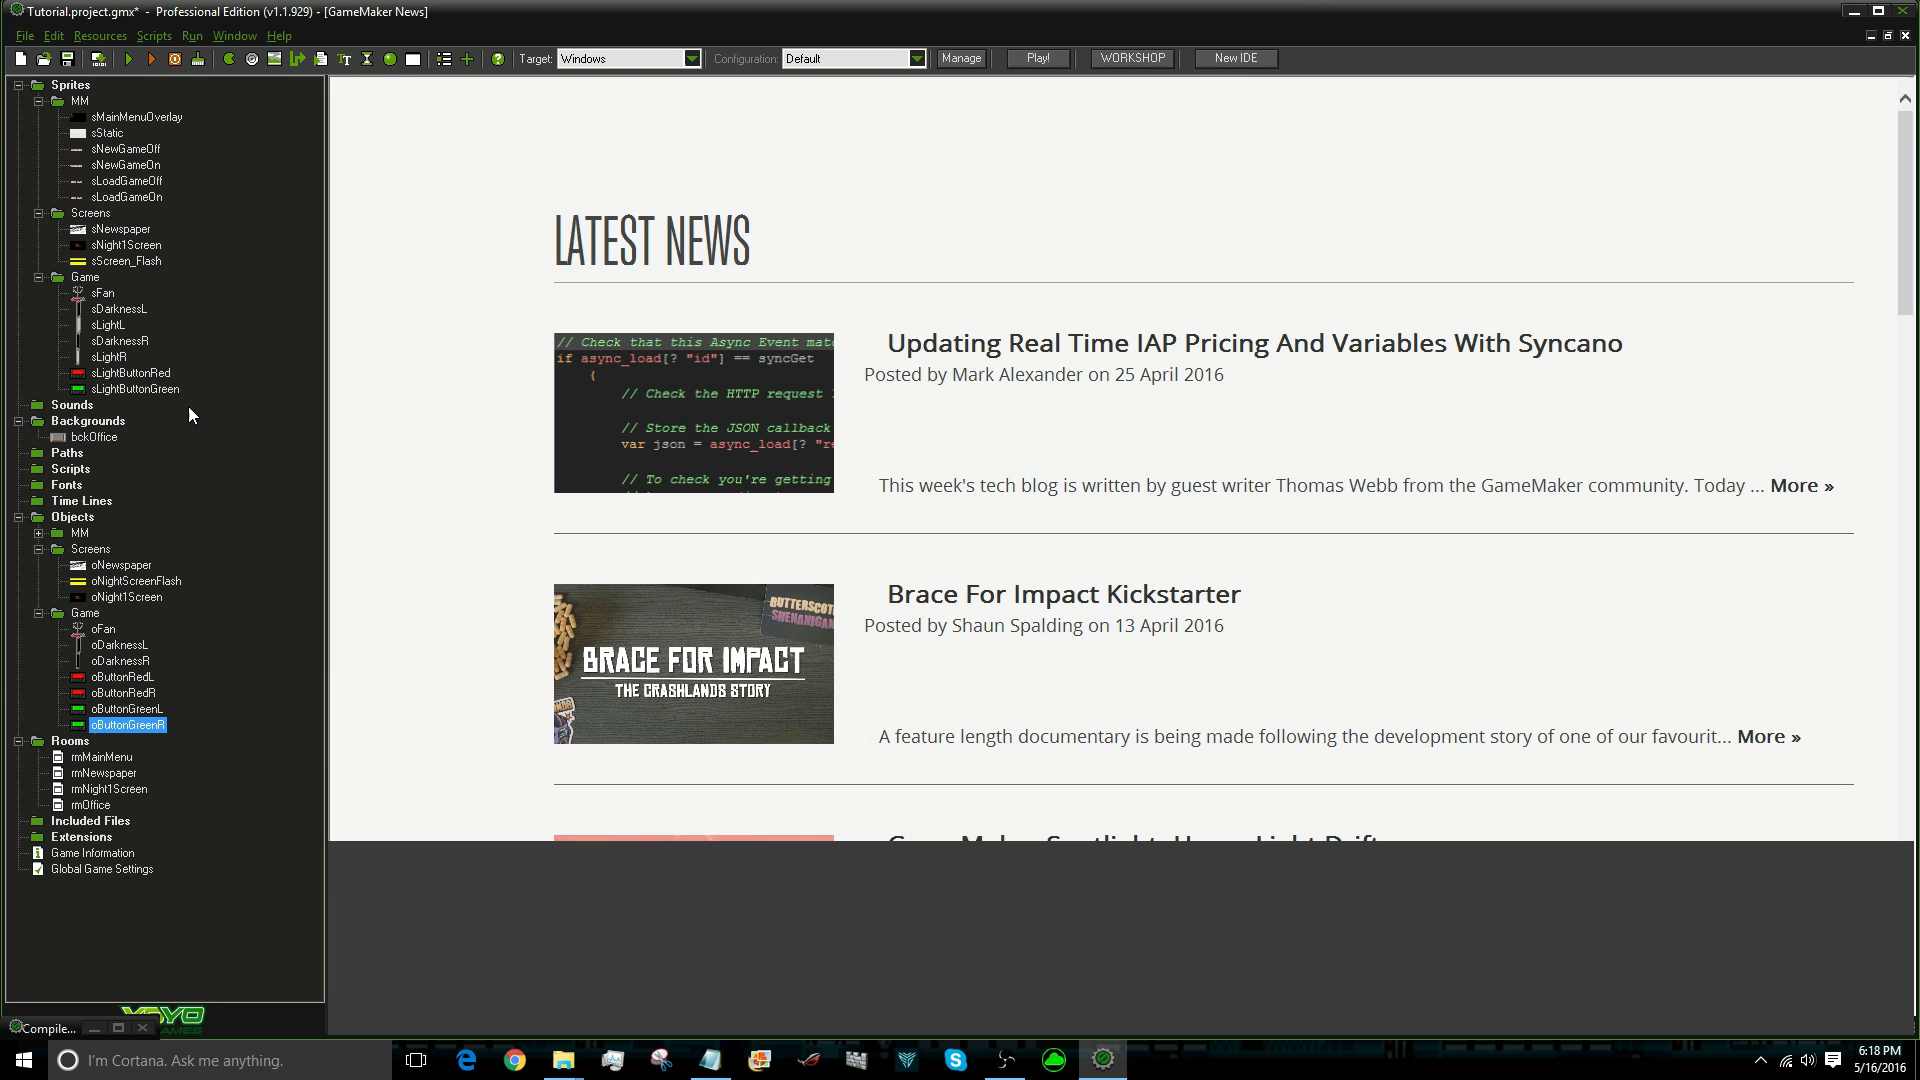 Tutorial.project.gmx* - Professional Edition (v1.1.929) - [GameMaker News]
File Edit Resources Scripts Run Window Help
Target: Windows Configuration: Default Manage Play! WORKSHOP New IDE
Sprites
MM
sMainMenuOverlay
sStatic
sNewGameOff
sNewGameOn
sLoadGameOff
sLoadGameOn
Screens
sNewspaper
sNight1Screen
sScreen_Flash
Game
sFan
sDarknessL
sLightL
sDarknessR
sLightR
sLightButtonRed
sLightButtonGreen
Sounds
Backgrounds
bckOffice
Paths
Scripts
Fonts
Time Lines
Objects
MM
Screens
oNewspaper
oNightScreenFlash
oNight1Screen
Game
oFan
oDarknessL
oDarknessR
oButtonRedL
oButtonRedR
oButtonGreenL
oButtonGreenR
Rooms
rmMainMenu
rmNewspaper
rmNight1Screen
rmOffice
Included Files
Extensions
Game Information
Global Game Settings
LATEST NEWS
// Check that this Async Event mat
if async_load[? "id"] == syncGet
{
// Check the HTTP request
// Store the JSON callback
var json = async_load[? "re
// To check you're getting
Updating Real Time IAP Pricing And Variables With Syncano
Posted by Mark Alexander on 25 April 2016
This week's tech blog is written by guest writer Thomas Webb from the GameMaker community. Today ... More »
BUTTERSCOT
SHENANIGAN
BRACE FOR IMPACT
THE CRASHLANDS STORY
Brace For Impact Kickstarter
Posted by Shaun Spalding on 13 April 2016
A feature length documentary is being made following the development story of one of our favourit... More »
YOYO
GAMES
Compile...
I'm Cortana. Ask me anything.
6:18 PM
5/16/2016